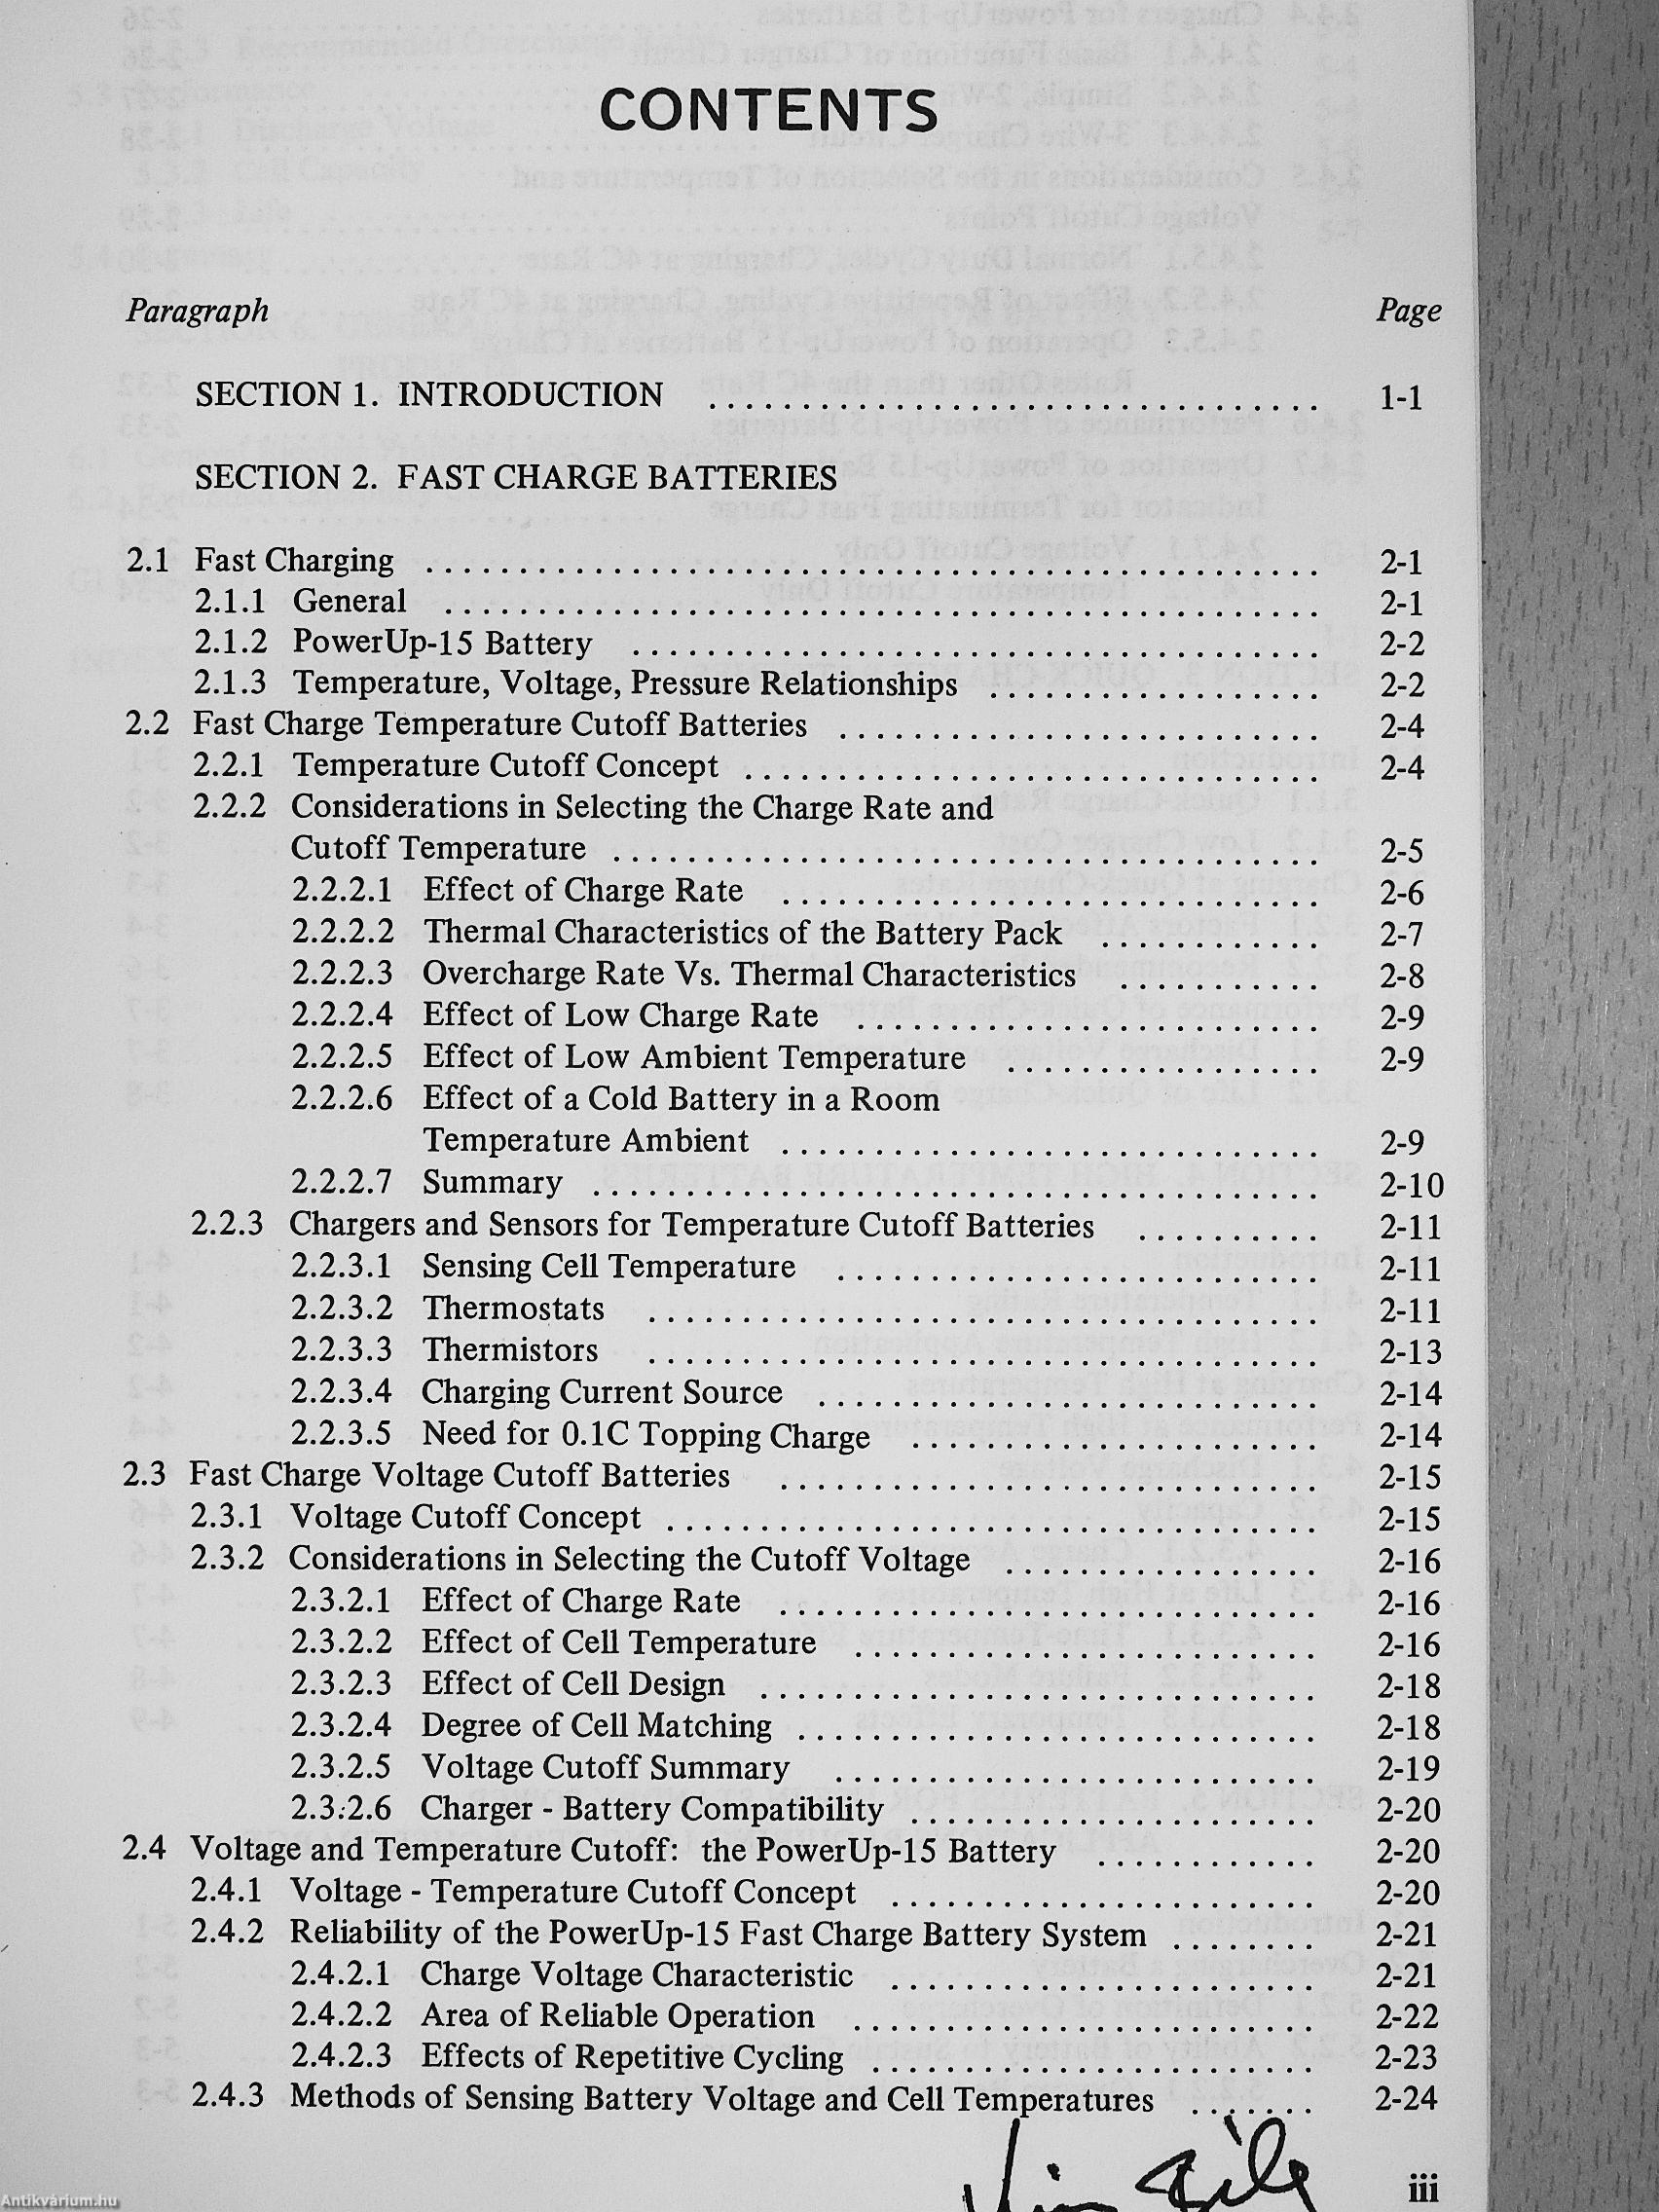 CONTENTS
Paragraph Page
SECTION 1. INTRODUCTION ................................. 1-1
SECTION 2. FAST CHARGE BATTERIES
2.1 Fast Charging ................................................ 2-1
2.1.1 General ............................................... 2-1
2.1.2 PowerUp-15 Battery ..................................... 2-2
2.1.3 Temperature, Voltage, Pressure Relationships .................. 2-2
2.2 Fast Charge Temperature Cutoff Batteries .......................... 2-4
2.2.1 Temperature Cutoff Concept ............................... 2-4
2.2.2 Considerations in Selecting the Charge Rate and
Cutoff Temperature ...................................... 2-5
2.2.2.1 Effect of Charge Rate ............................. 2-6
2.2.2.2 Thermal Characteristics of the Battery Pack ............ 2-7
2.2.2.3 Overcharge Rate Vs. Thermal Characteristics ........... 2-8
2.2.2.4 Effect of Low Charge Rate ......................... 2-9
2.2.2.5 Effect of Low Ambient Temperature ................. 2-9
2.2.2.6 Effect of a Cold Battery in a Room
Temperature Ambient ............................. 2-9
2.2.2.7 Summary ....................................... 2-10
2.2.3 Chargers and Sensors for Temperature Cutoff Batteries .......... 2-11
2.2.3.1 Sensing Cell Temperature .......................... 2-11
2.2.3.2 Thermostats .................................... 2-11
2.2.3.3 Thermistors .................................... 2-13
2.2.3.4 Charging Current Source ........................... 2-14
2.2.3.5 Need for 0.1C Topping Charge ...................... 2-14
2.3 Fast Charge Voltage Cutoff Batteries ............................. 2-15
2.3.1 Voltage Cutoff Concept ................................... 2-15
2.3.2 Considerations in Selecting the Cutoff Voltage ................. 2-16
2.3.2.1 Effect of Charge Rate ............................. 2-16
2.3.2.2 Effect of Cell Temperature ......................... 2-16
2.3.2.3 Effect of Cell Design .............................. 2-18
2.3.2.4 Degree of Cell Matching ............................ 2-18
2.3.2.5 Voltage Cutoff Summary .......................... 2-19
2.3.2.6 Charger - Battery Compatibility ...................... 2-20
2.4 Voltage and Temperature Cutoff: the PowerUp-15 Battery ............ 2-20
2.4.1 Voltage - Temperature Cutoff Concept ....................... 2-20
2.4.2 Reliability of the PowerUp-15 Fast Charge Battery System ........ 2-21
2.4.2.1 Charge Voltage Characteristic ....................... 2-21
2.4.2.2 Area of Reliable Operation ......................... 2-22
2.4.2.3 Effects of Repetitive Cycling ........................ 2-23
2.4.3 Methods of Sensing Battery Voltage and Cell Temperatures ....... 2-24
iii
Antikvárium.hu